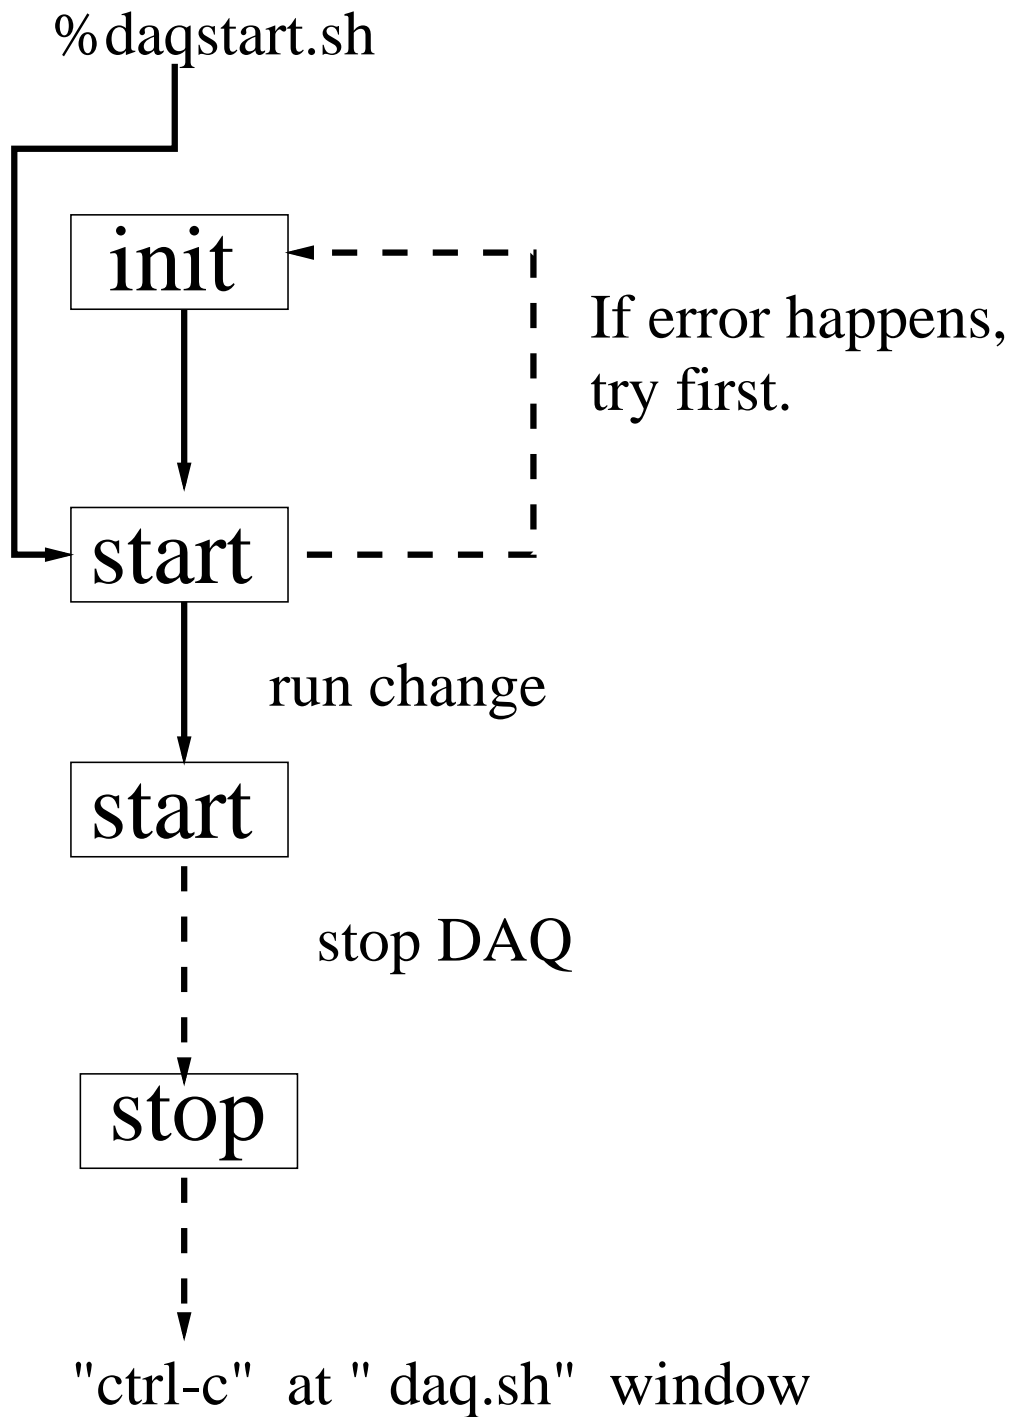 %daqstart.sh
init
If error happens,
try first.
start
run change
start
stop DAQ
stop
"ctrl-c" at " daq.sh" window